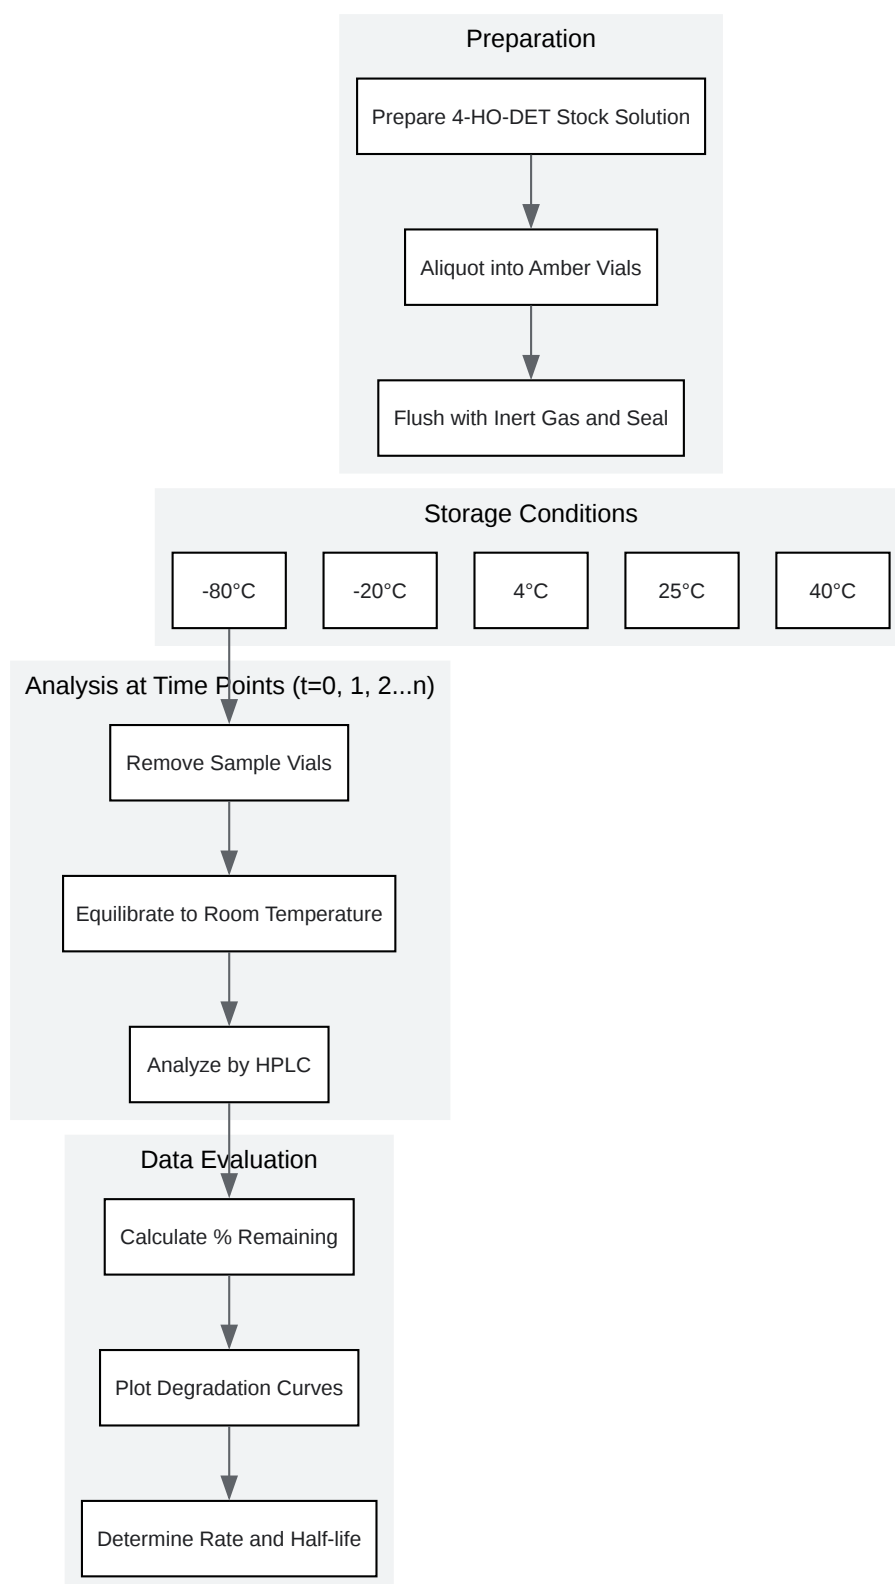 Preparation
Prepare 4-HO-DET Stock Solution
Aliquot into Amber Vials
Flush with Inert Gas and Seal
Storage Conditions
-80°C
-20°C
4°C
25°C
40°C
Analysis at Time Points (t=0, 1, 2...n)
Remove Sample Vials
Equilibrate to Room Temperature
Analyze by HPLC
Data Evaluation
Calculate % Remaining
Plot Degradation Curves
Determine Rate and Half-life